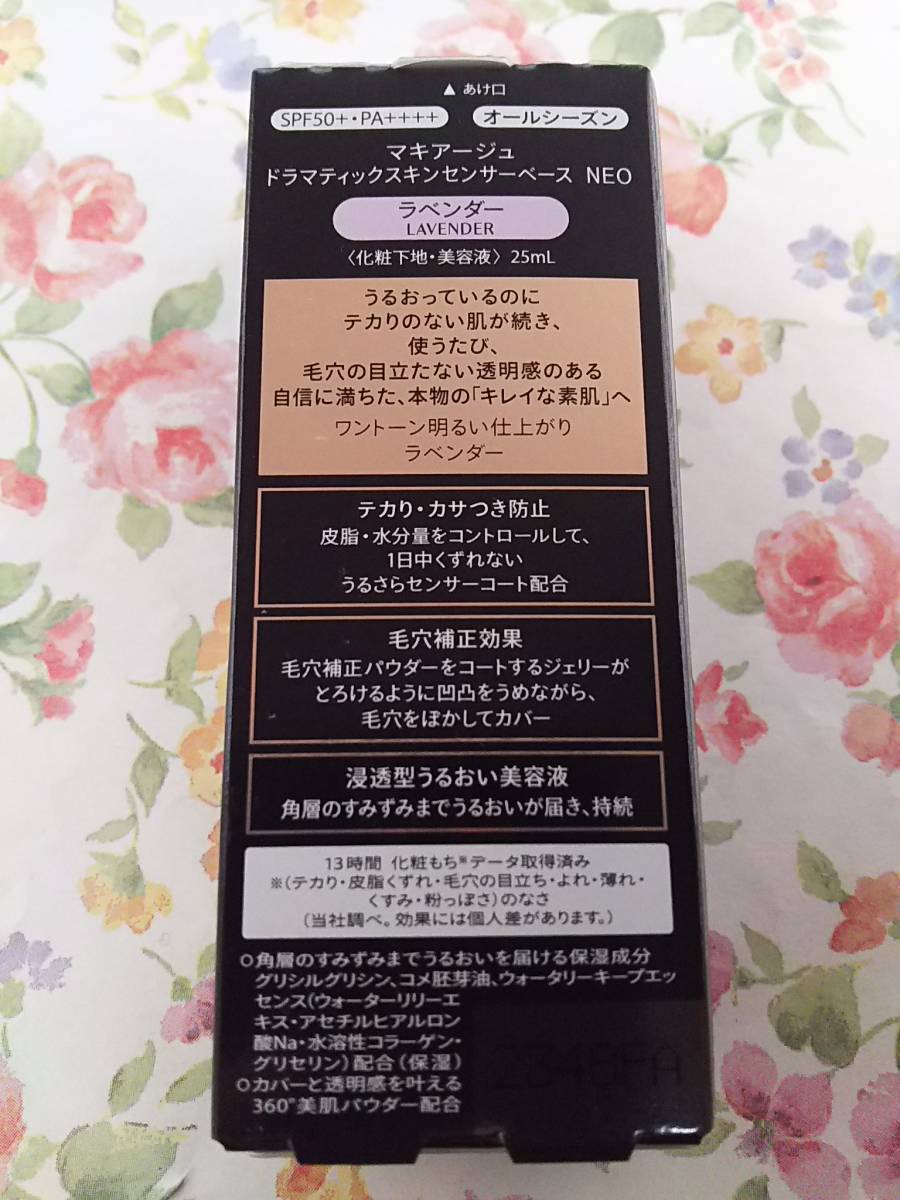 ▲ あけ口
SPF50+・PA++++ オールシーズン
マキアージュ
ドラマティックスキンセンサーベース NEO
ラベンダー
LAVENDER
〈化粧下地・美容液〉 25mL
うるおっているのに
テカりのない肌が続き、
使うたび、
毛穴の目立たない透明感のある
自信に満ちた、本物の「キレイな素肌」へ
ワントーン明るい仕上がり
ラベンダー
テカり・カサつき防止
皮脂・水分量をコントロールして、
1日中くずれない
うるさらセンサーコート配合
毛穴補正効果
毛穴補正パウダーをコートするジェリーが
とろけるように凹凸をうめながら、
毛穴をぼかしてカバー
浸透型うるおい美容液
角層のすみずみまでうるおいが届き、持続
13時間 化粧もち※データ取得済み
※(テカり・皮脂くずれ・毛穴の目立ち・よれ・薄れ・
くすみ・粉っぽさ)のなさ
(当社調べ。効果には個人差があります。)
○角層のすみずみまでうるおいを届ける保湿成分
グリシルグリシン、コメ胚芽油、ウォータリーキープエッ
センス(ウォーターリリーエ
キス・アセチルヒアルロン
酸Na・水溶性コラーゲン・
グリセリン)配合(保湿)
○カバーと透明感を叶える
360°美肌パウダー配合
2348FA